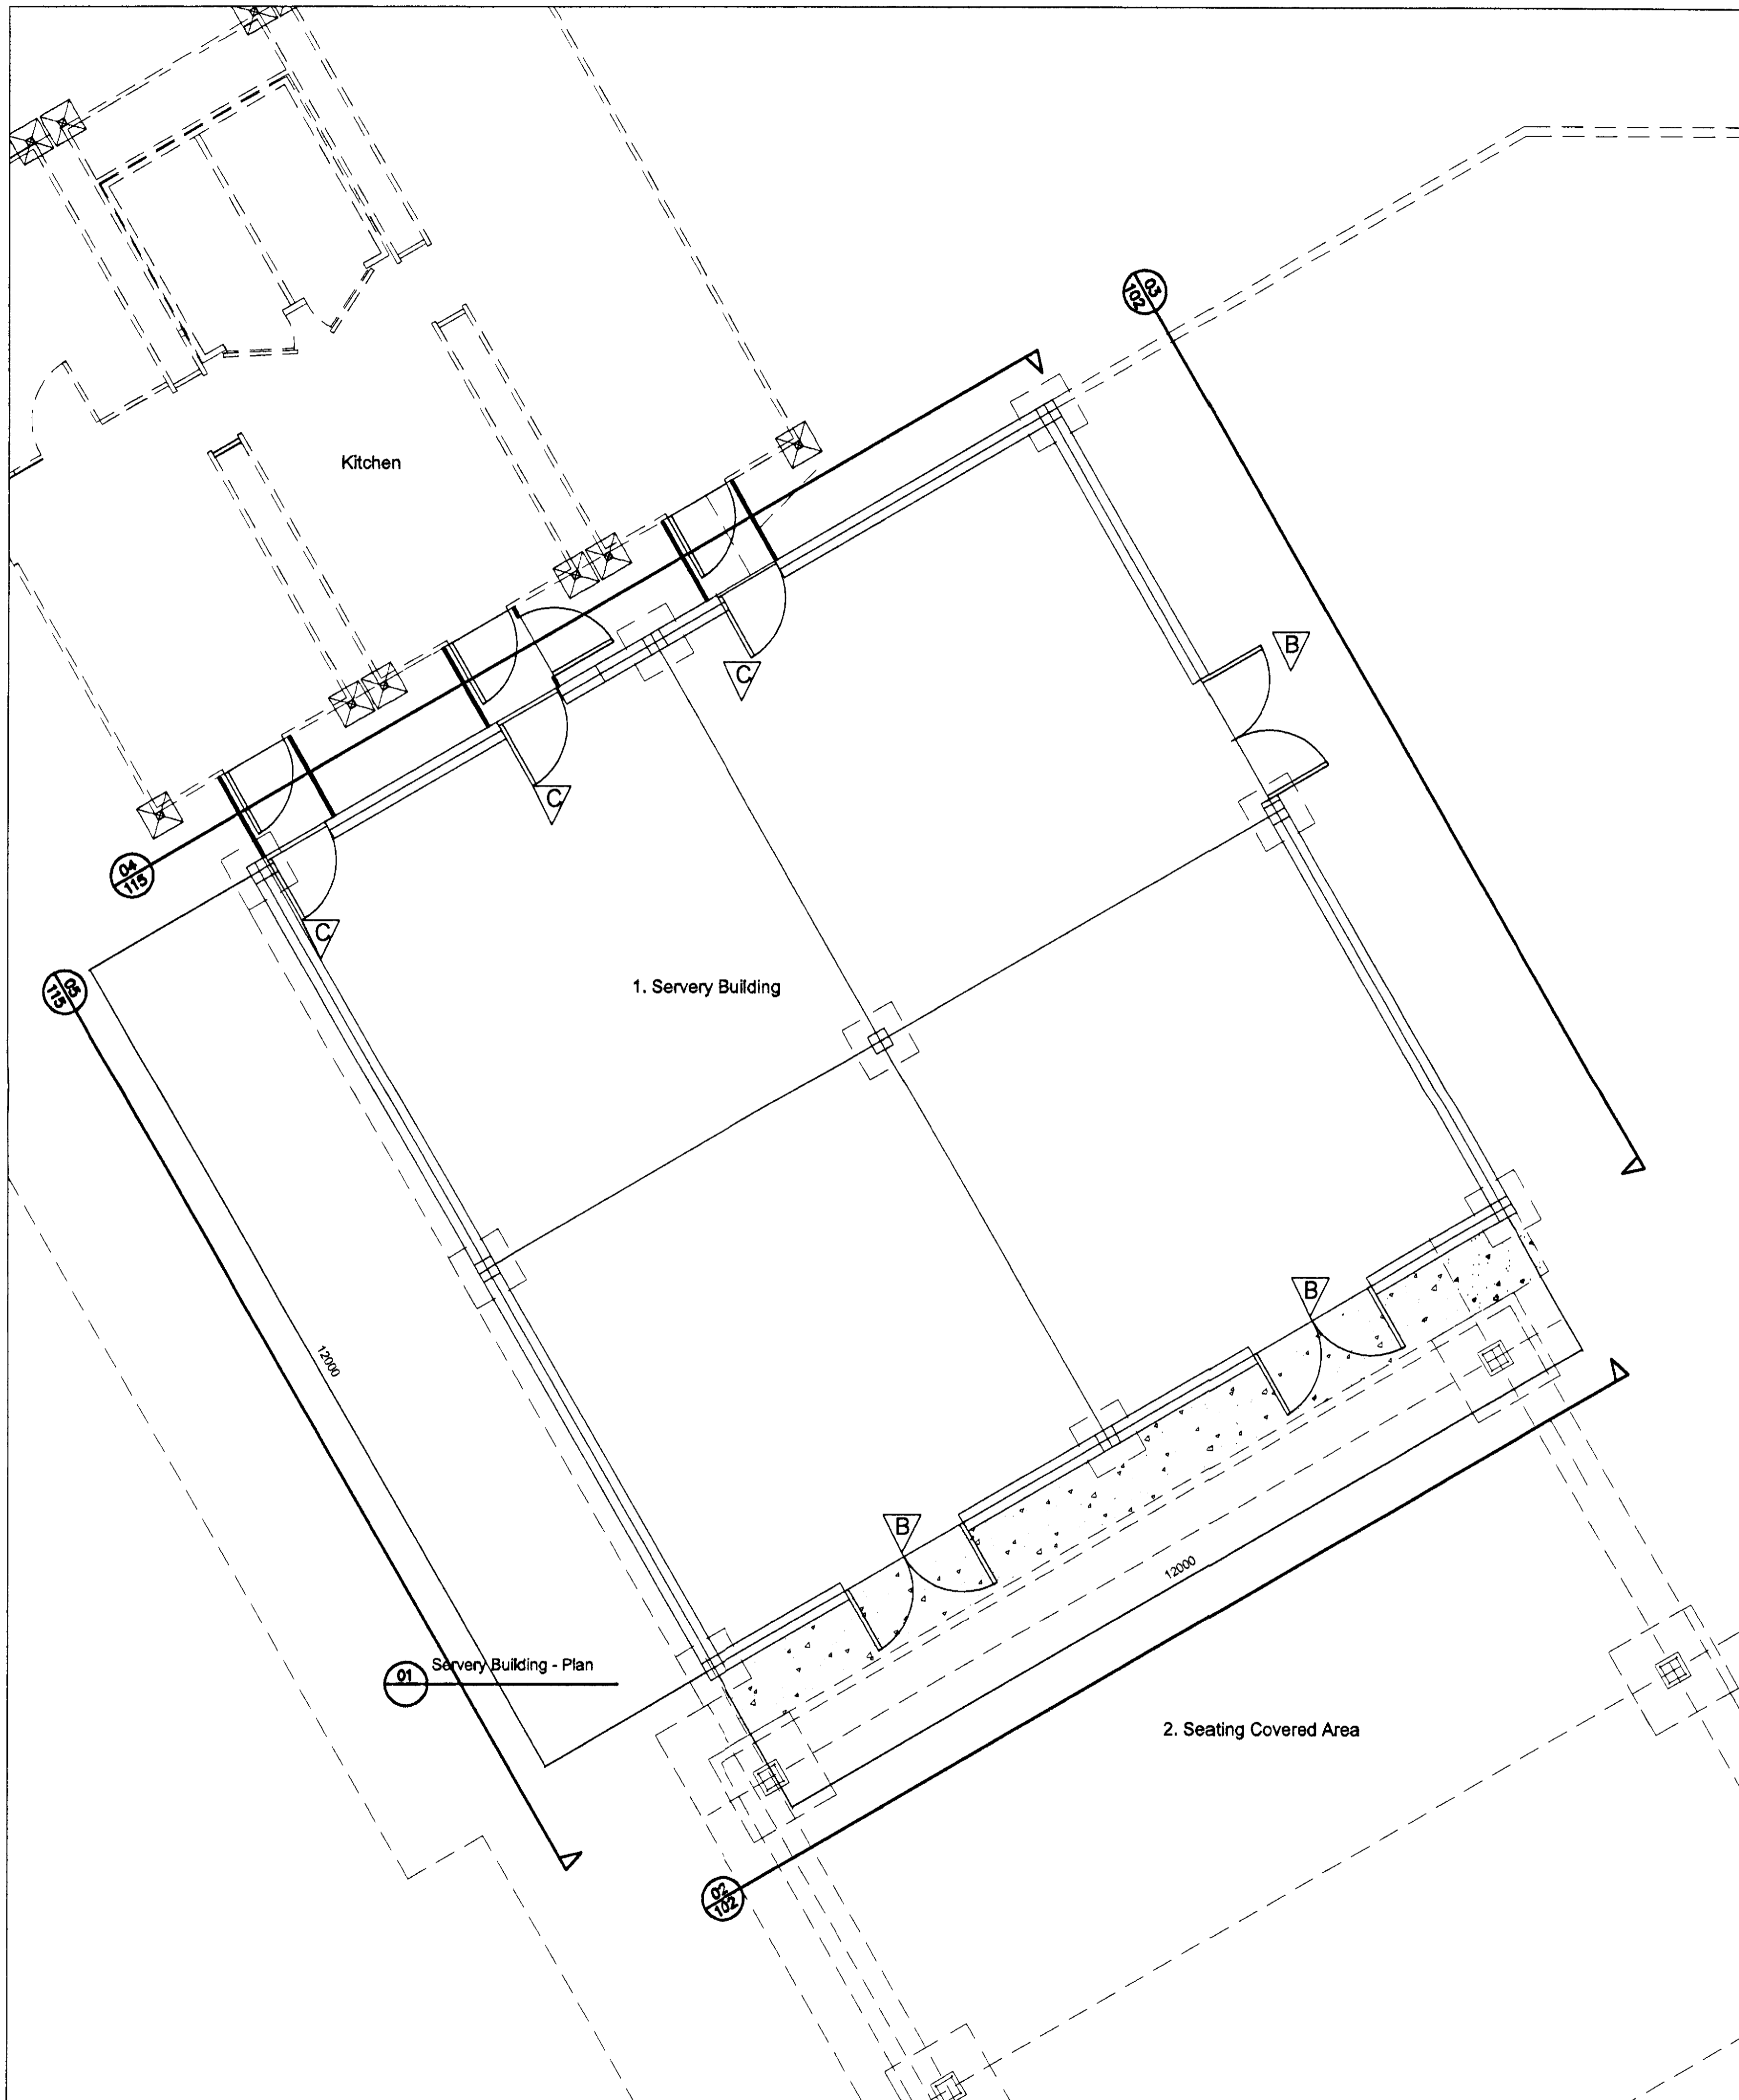 03
102
Kitchen
B
C
C
04
115
C
1. Servery Building
05
115
B
12000
B
12000
Servery Building - Plan
01
2. Seating Covered Area
02
102